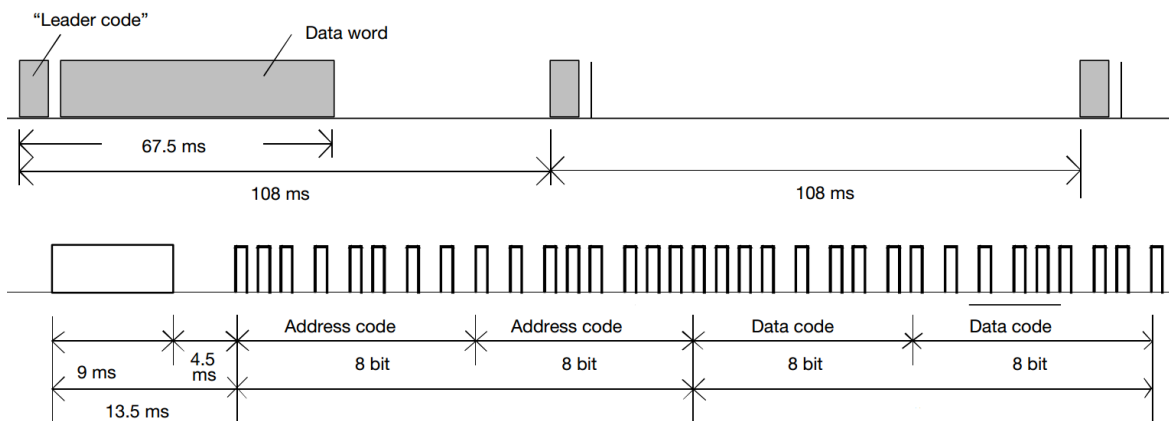 “Leader code”
Data word
67.5 ms
108 ms
108 ms
Address code
Address code
Data code
Data code
9 ms
4.5
ms
8 bit
8 bit
8 bit
8 bit
13.5 ms